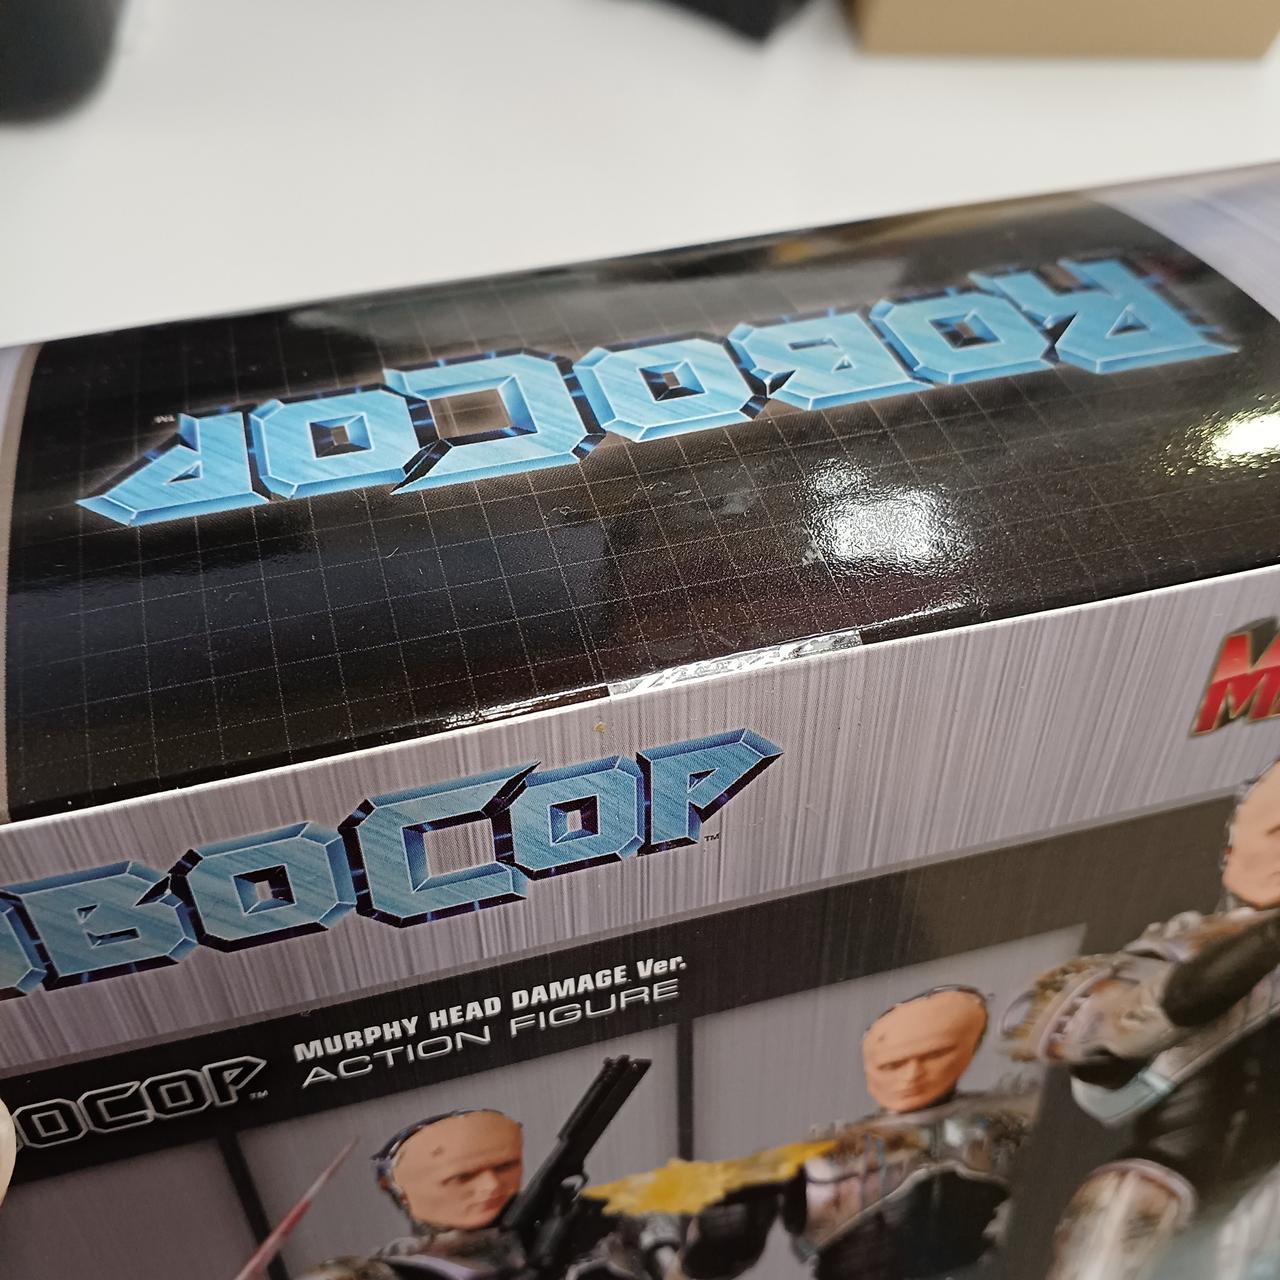 ROBOCOP™
BOCOP™
MURPHY HEAD DAMAGE Ver.
ACTION FIGURE
OCOP™
M